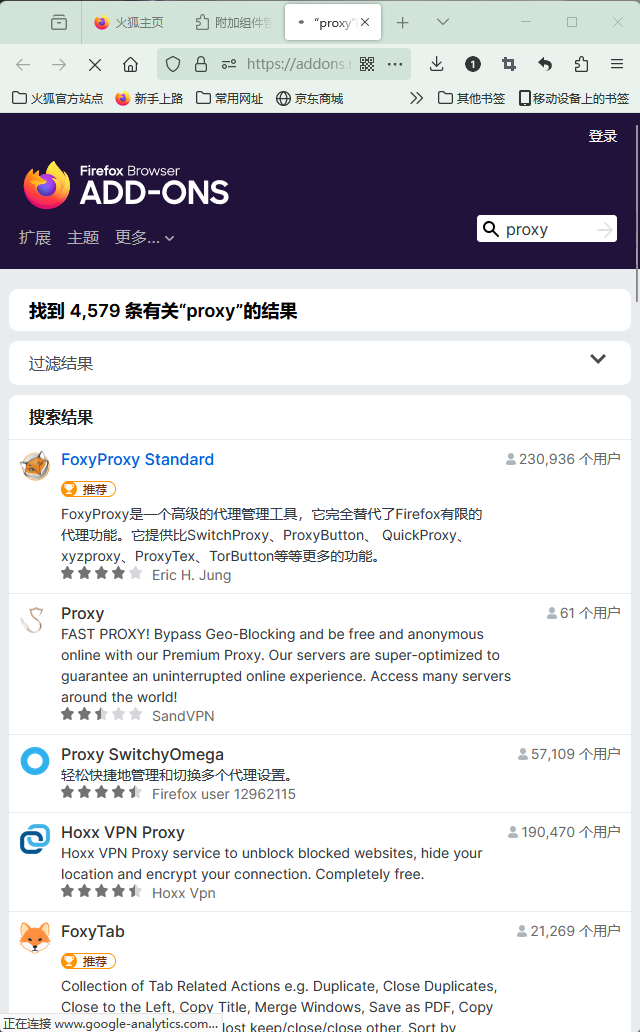 火狐主页
附加组件管
"proxy"
https://addons.m
火狐官方站点
新手上路
常用网址
京东商城
其他书签
移动设备上的书签
登录
Firefox Browser
ADD-ONS
扩展
主题
更多...
proxy
找到 4,579 条有关“proxy”的结果
过滤结果
搜索结果
FoxyProxy Standard
230,936 个用户
推荐
FoxyProxy是一个高级的代理管理工具，它完全替代了Firefox有限的
代理功能。它提供比SwitchProxy、ProxyButton、 QuickProxy、
xyzproxy、ProxyTex、TorButton等等更多的功能。
Eric H. Jung
Proxy
61 个用户
FAST PROXY! Bypass Geo-Blocking and be free and anonymous
online with our Premium Proxy. Our servers are super-optimized to
guarantee an uninterrupted online experience. Access many servers
around the world!
SandVPN
Proxy SwitchyOmega
57,109 个用户
轻松快捷地管理和切换多个代理设置。
Firefox user 12962115
Hoxx VPN Proxy
190,470 个用户
Hoxx VPN Proxy service to unblock blocked websites, hide your
location and encrypt your connection. Completely free.
Hoxx Vpn
FoxyTab
21,269 个用户
推荐
Collection of Tab Related Actions e.g. Duplicate, Close Duplicates,
Close to the Left, Copy Title, Merge Windows, Save as PDF, Copy
lost keep/close/close other, Sort by
正在连接 www.google-analytics.com...